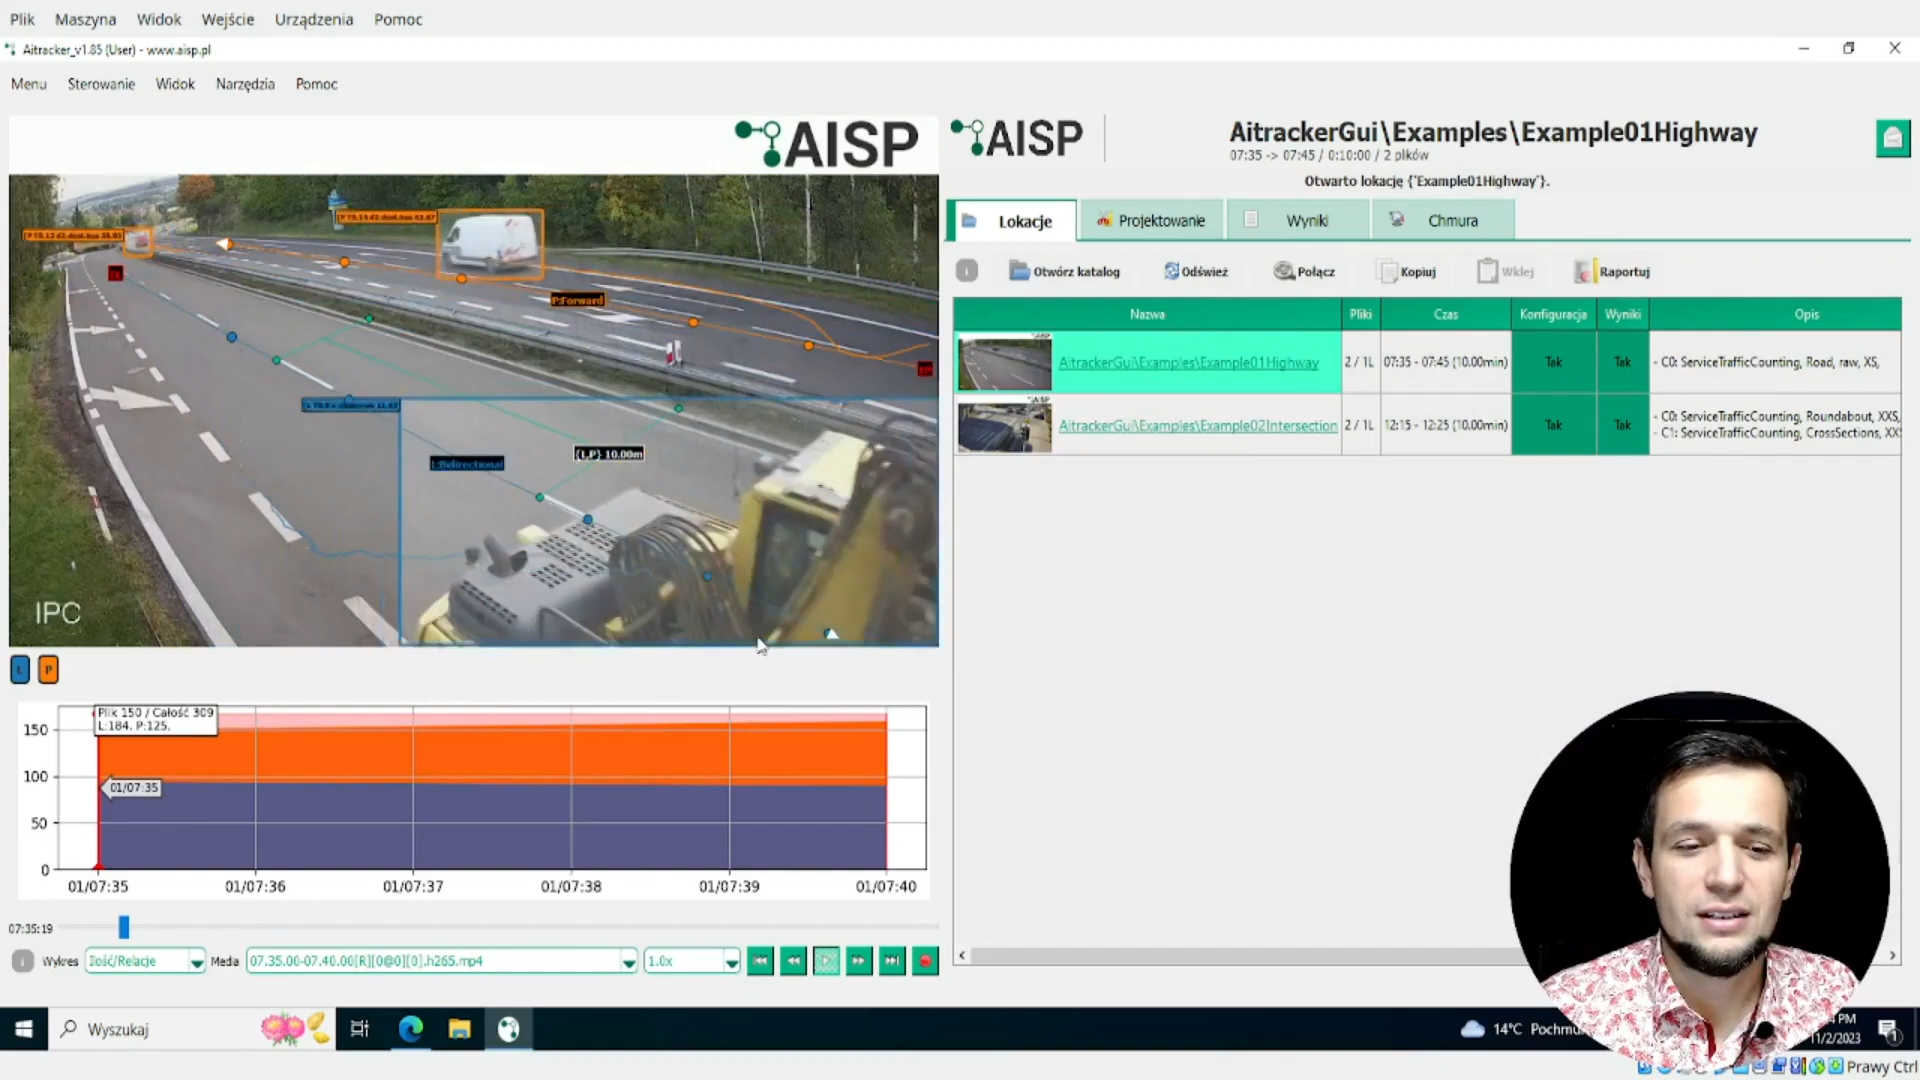 Plik Maszyna Widok Wejście Urządzenia Pomoc
Aitracker_v1.85 (User) - www.aisp.pl
Menu Sterowanie Widok Narzędzia Pomoc
AISP
P:Forward
L:Bidirectional
{L,P} 10.00m
IPC
L P
Plik 150 / Całość 309
L:184, P:125,
150
100
50
0
01/07:35
01/07:35 01/07:36 01/07:37 01/07:38 01/07:39 01/07:40
07:35:19
Wykres Ilość/Relacje Media 07.35.00-07.40.00[R][0@0][0].h265.mp4 1.0x
AISP
AitrackerGui\Examples\Example01Highway
07:35 -> 07:45 / 0:10:00 / 2 plików
Otwarto lokację {'Example01Highway'}.
Lokacje Projektowanie Wyniki Chmura
Otwórz katalog Odśwież Połącz Kopiuj Wklej Raportuj
Nazwa Pliki Czas Konfiguracja Wyniki Opis
AitrackerGui\Examples\Example01Highway 2 / 1L 07:35 - 07:45 (10.00min) Tak Tak - C0: ServiceTrafficCounting, Road, raw, XS,
AitrackerGui\Examples\Example02Intersection 2 / 1L 12:15 - 12:25 (10.00min) Tak Tak - C0: ServiceTrafficCounting, Roundabout, XXS,
- C1: ServiceTrafficCounting, CrossSections, XX
Wyszukaj
14°C
PM
11/2/2023
1
Prawy Ctrl